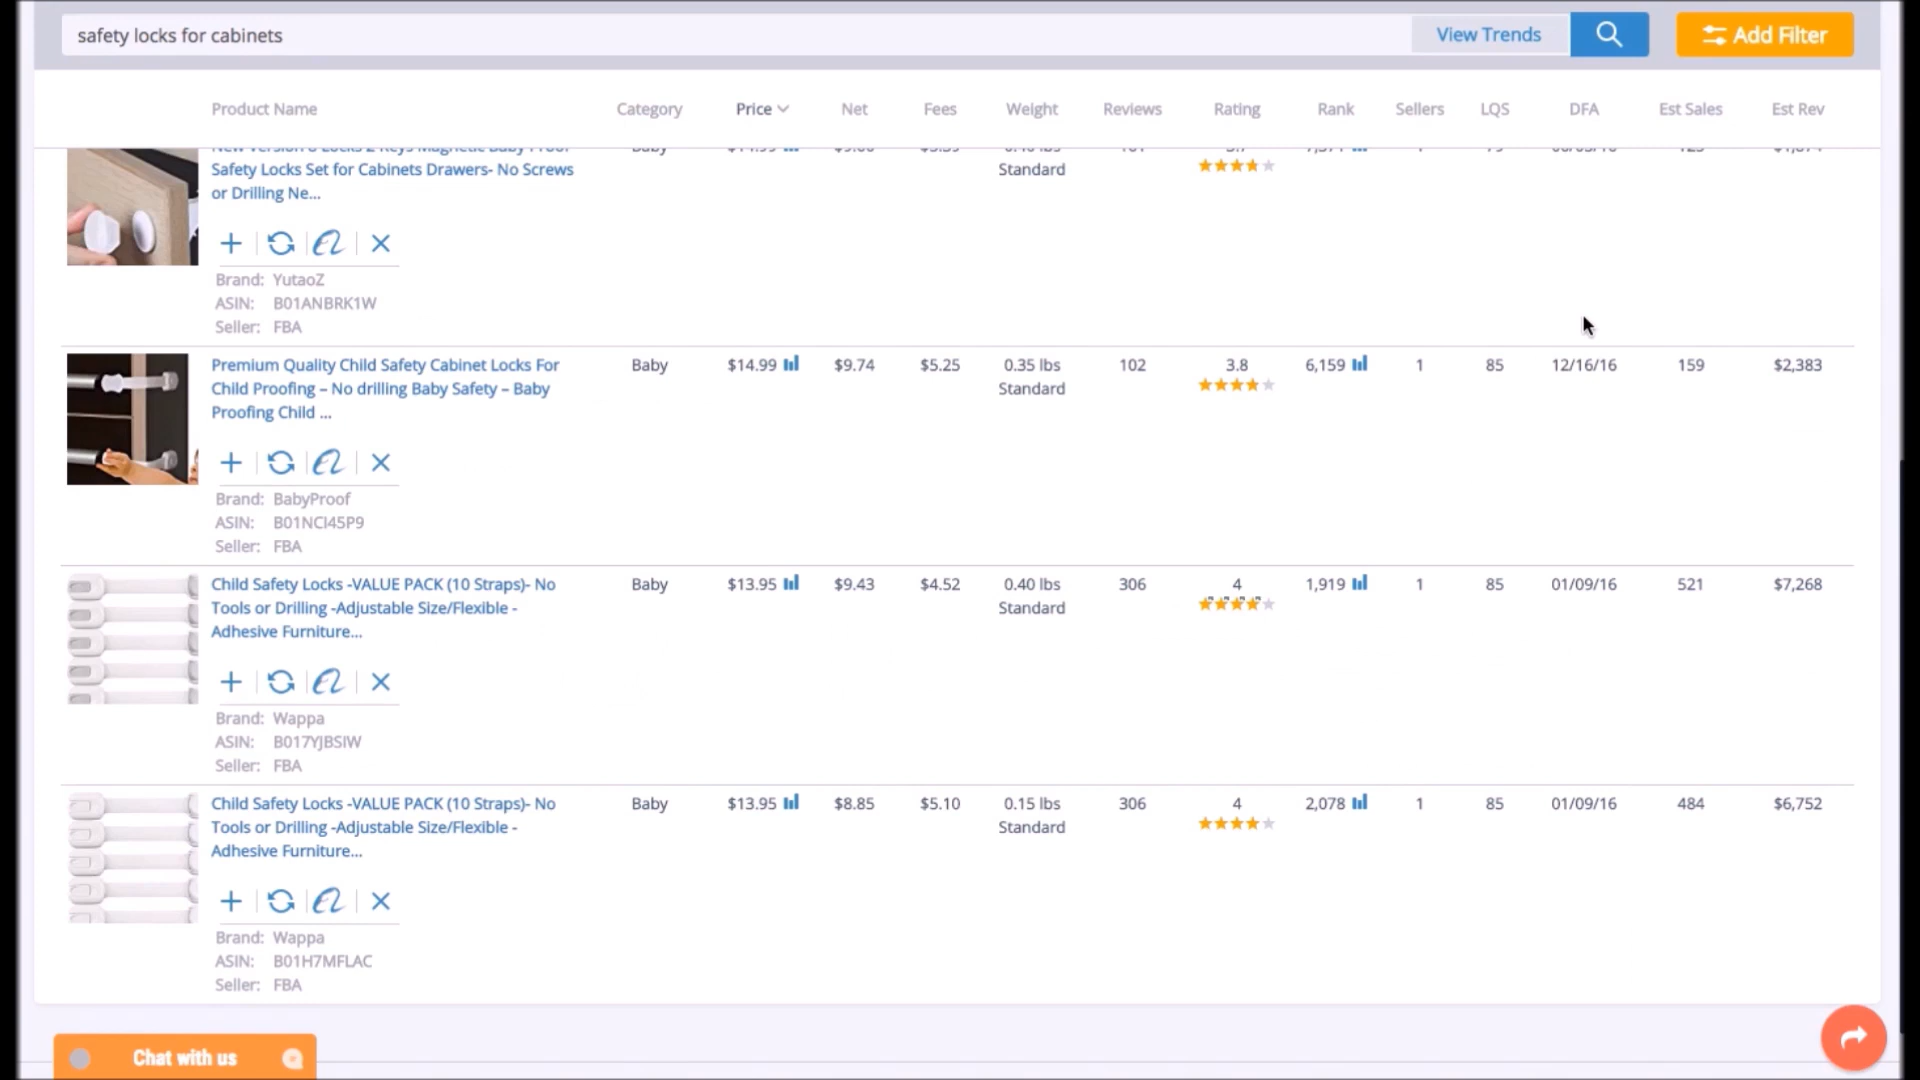 safety locks for cabinets
View Trends
Add Filter
Product Name Category Price Net Fees Weight Reviews Rating Rank Sellers LQS DFA Est Sales Est Rev
Safety Locks Set for Cabinets Drawers- No Screws Standard
or Drilling Ne...
Brand: YutaoZ
ASIN: B01ANBRK1W
Seller: FBA
Premium Quality Child Safety Cabinet Locks For Baby $14.99 $9.74 $5.25 0.35 lbs 102 3.8 6,159 1 85 12/16/16 159 $2,383
Child Proofing – No drilling Baby Safety – Baby Standard
Proofing Child ...
Brand: BabyProof
ASIN: B01NCI45P9
Seller: FBA
Child Safety Locks -VALUE PACK (10 Straps)- No Baby $13.95 $9.43 $4.52 0.40 lbs 306 4 1,919 1 85 01/09/16 521 $7,268
Tools or Drilling -Adjustable Size/Flexible - Standard
Adhesive Furniture...
Brand: Wappa
ASIN: B017YJBSIW
Seller: FBA
Child Safety Locks -VALUE PACK (10 Straps)- No Baby $13.95 $8.85 $5.10 0.15 lbs 306 4 2,078 1 85 01/09/16 484 $6,752
Tools or Drilling -Adjustable Size/Flexible - Standard
Adhesive Furniture...
Brand: Wappa
ASIN: B01H7MFLAC
Seller: FBA
Chat with us